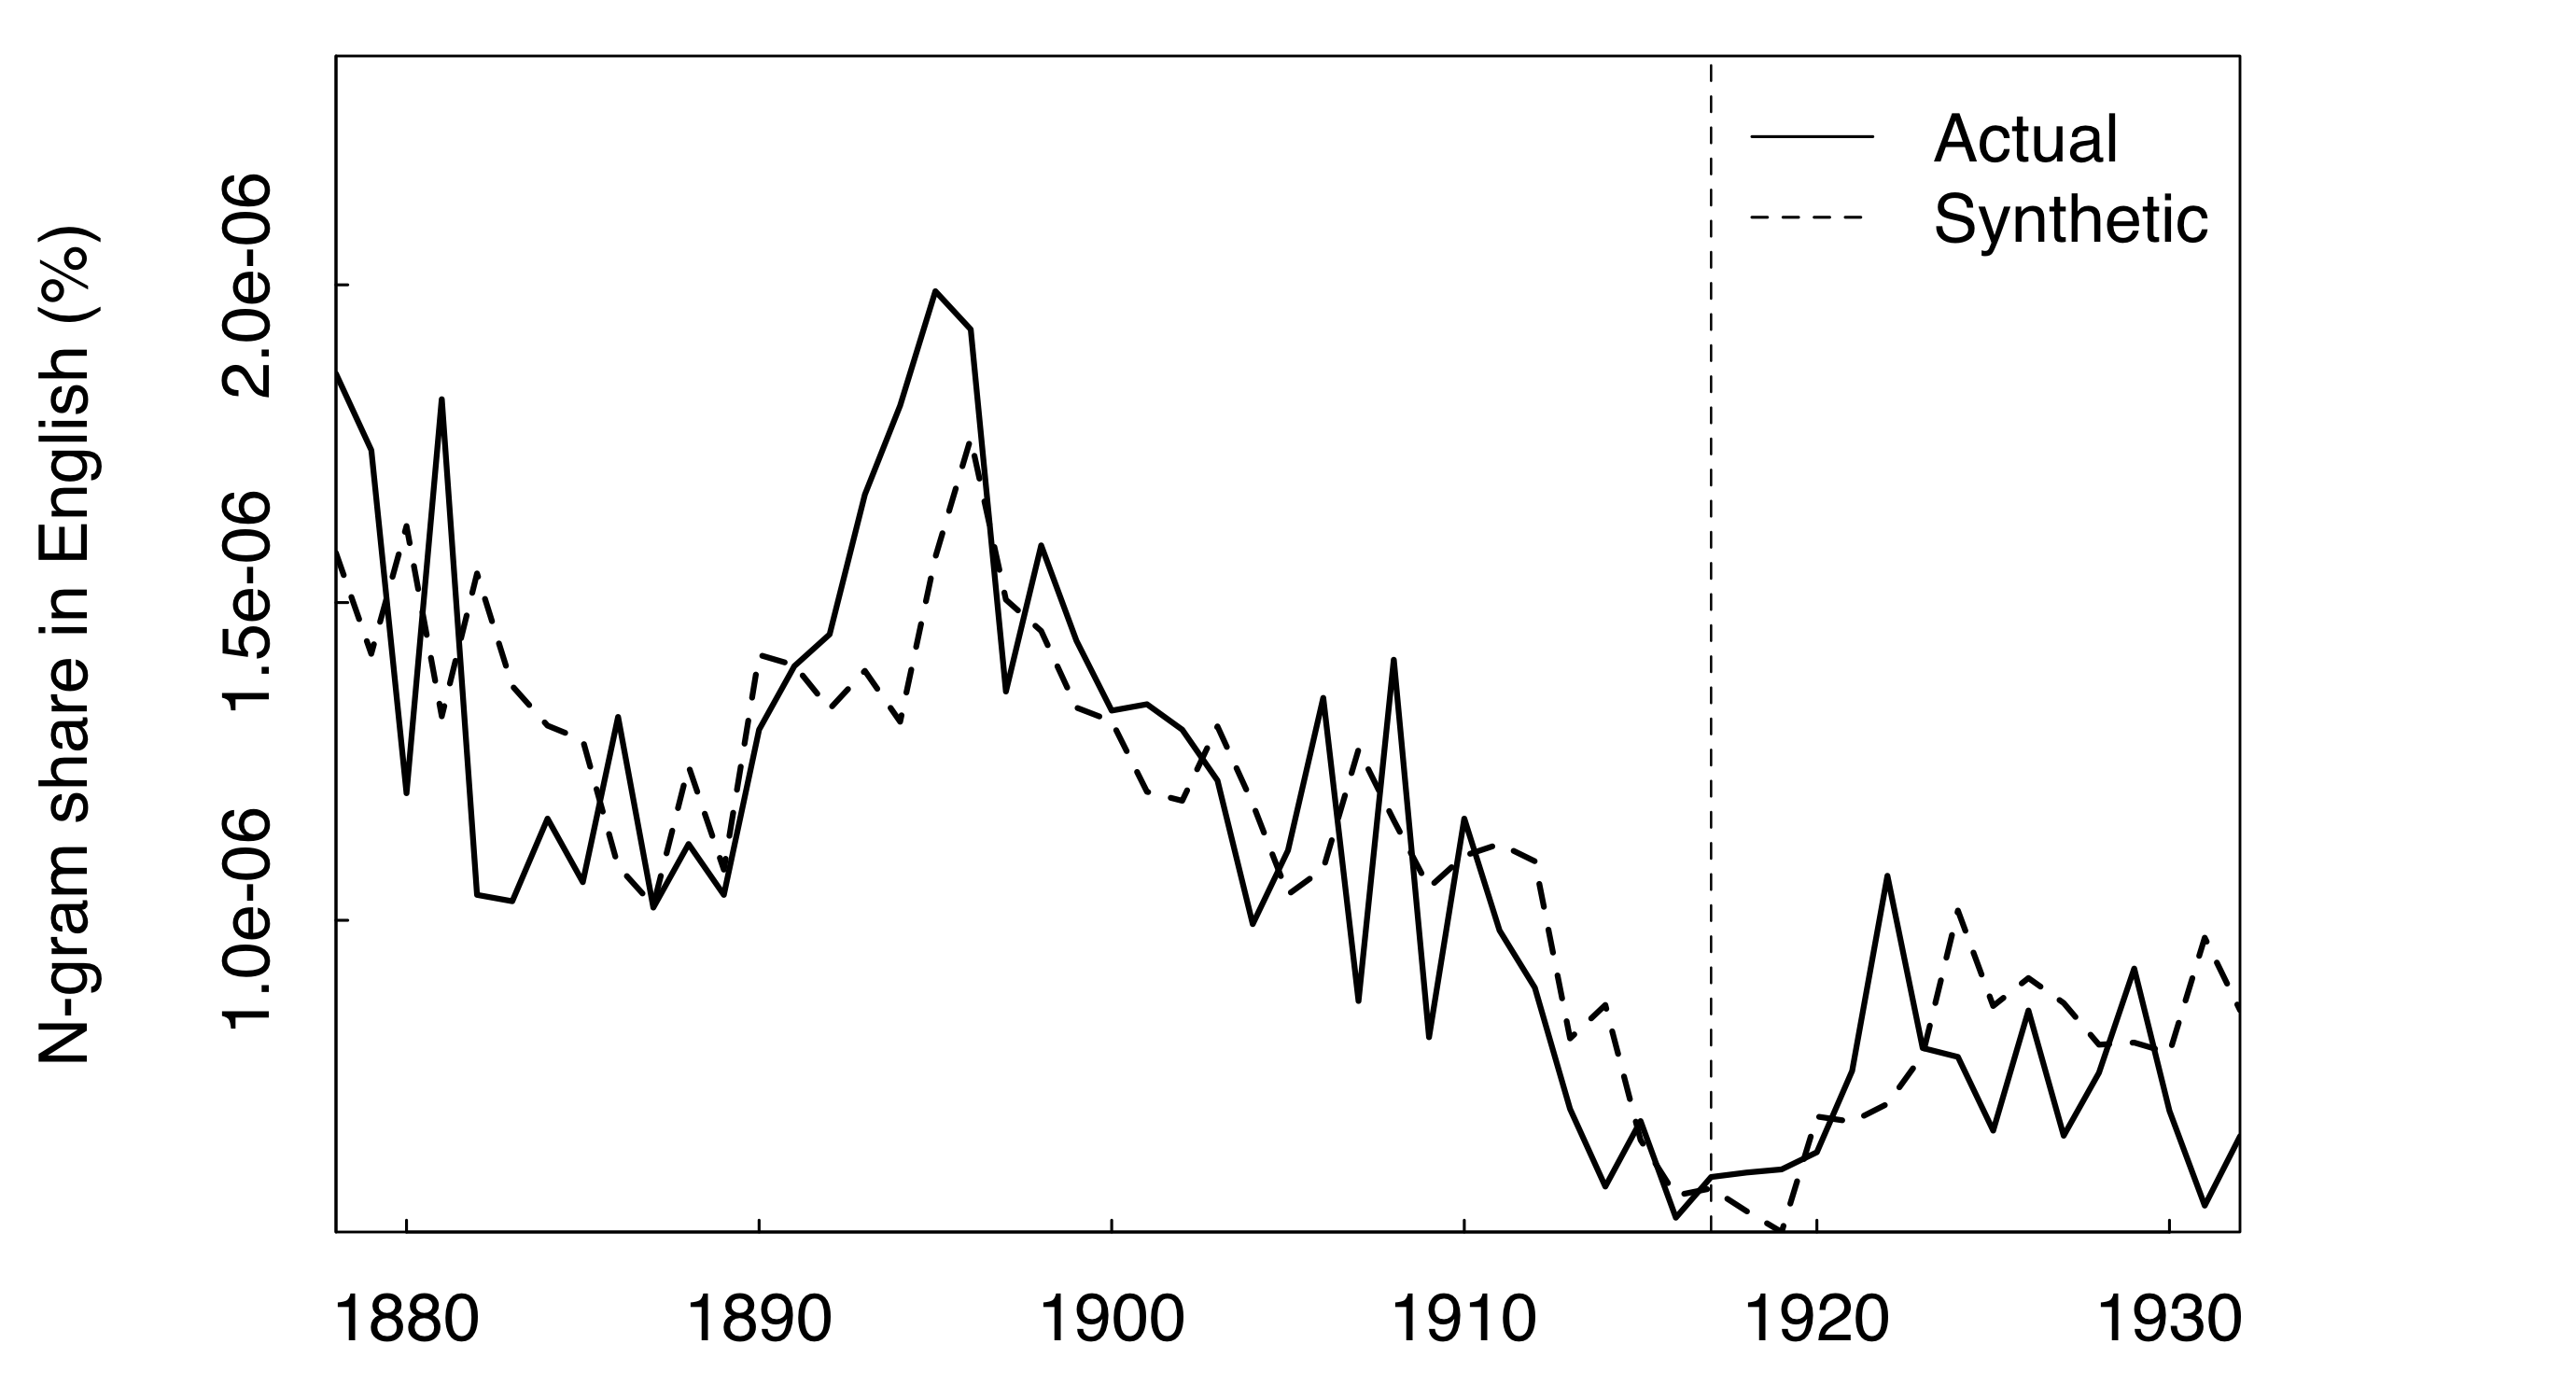 N-gram share in English (%)
2.0e-06
1.5e-06
1.0e-06
Actual
Synthetic
1880 1890 1900 1910 1920 1930